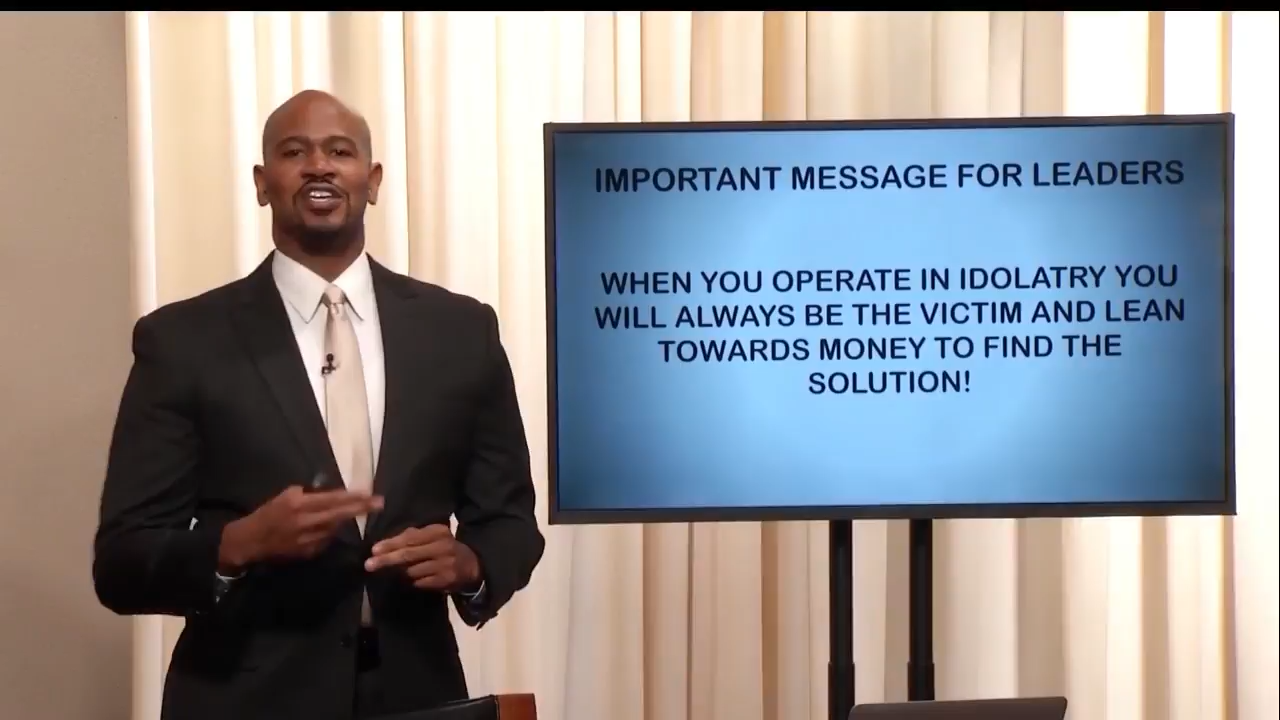 IMPORTANT MESSAGE FOR LEADERS
WHEN YOU OPERATE IN IDOLATRY YOU
WILL ALWAYS BE THE VICTIM AND LEAN
TOWARDS MONEY TO FIND THE
SOLUTION!